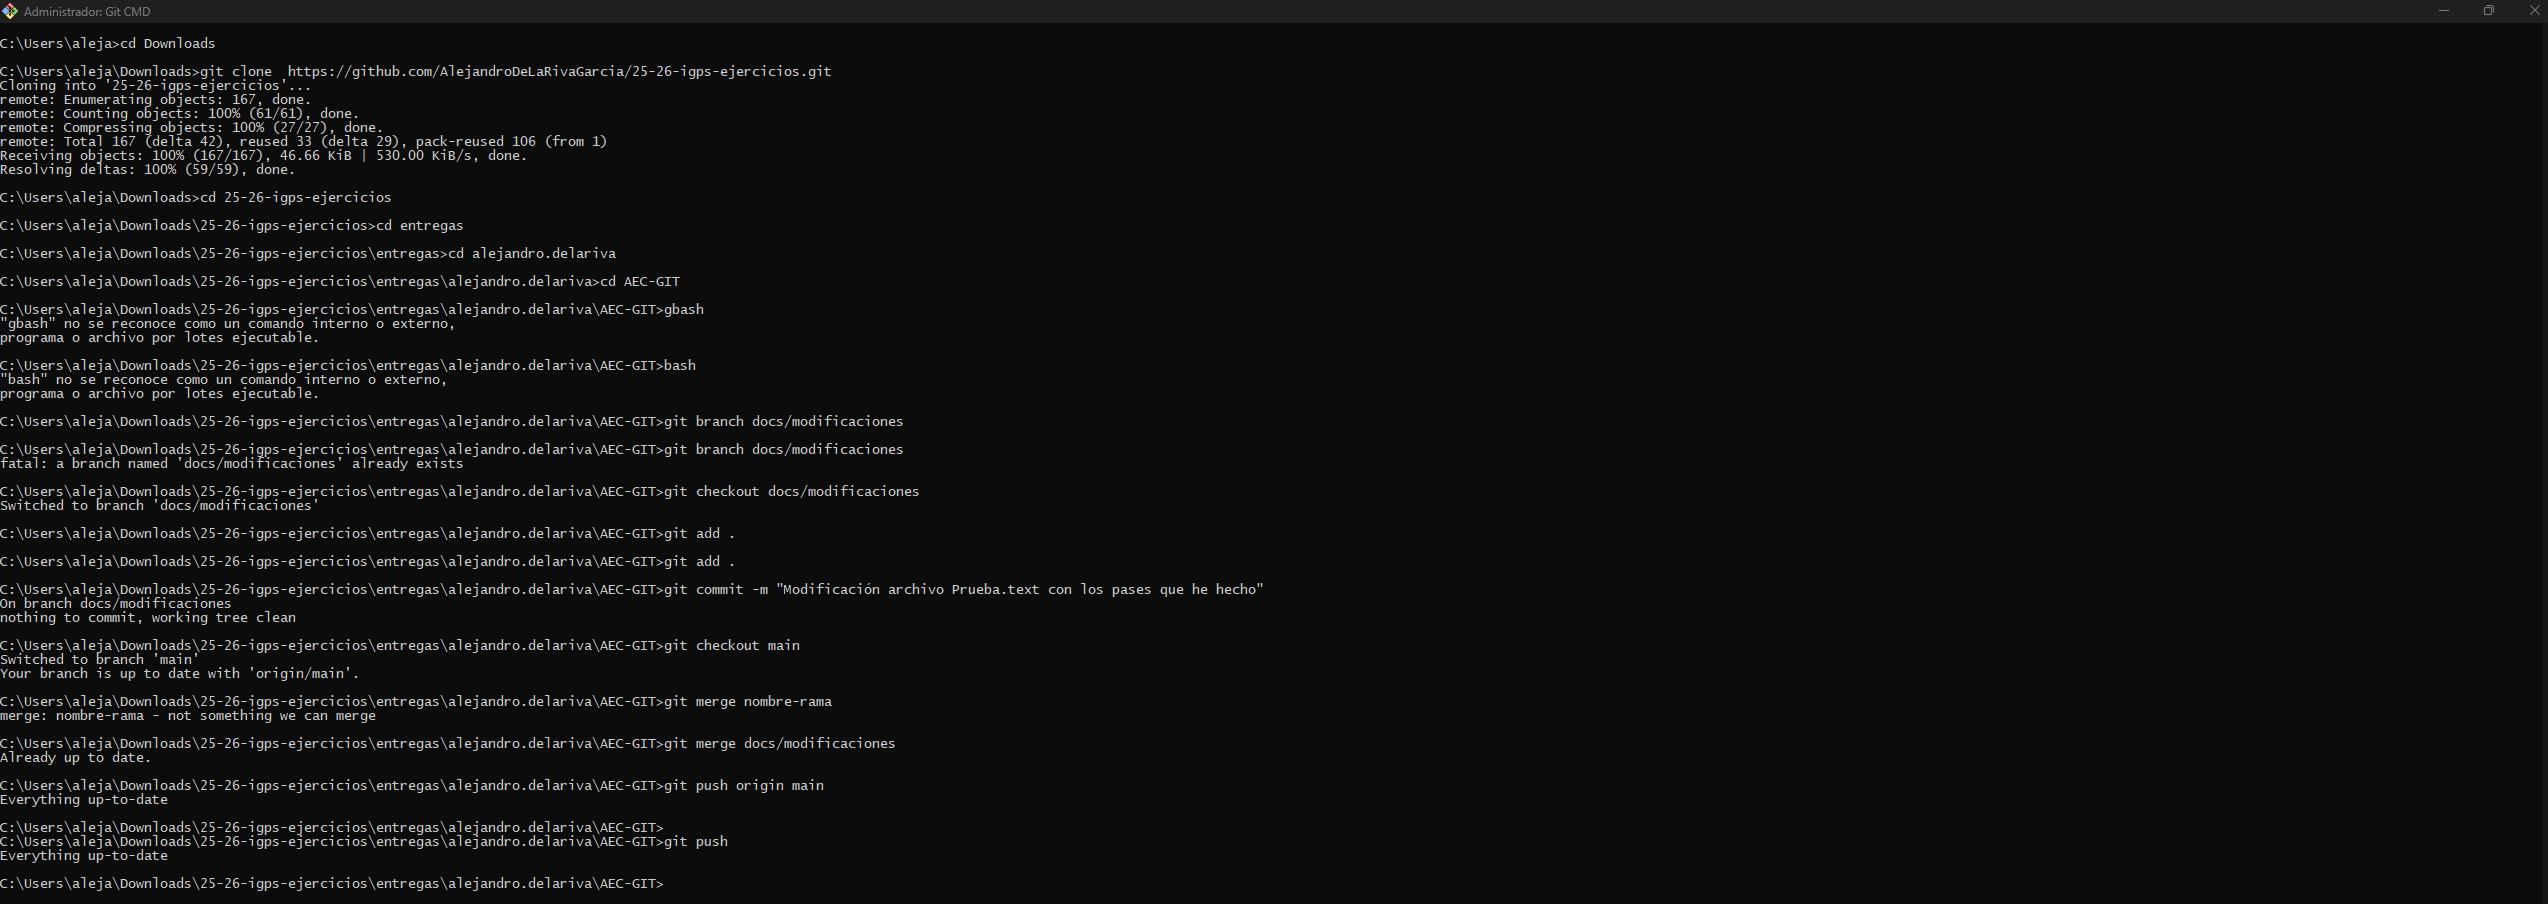 Administrador: Git CMD
C:\Users\aleja>cd Downloads
C:\Users\aleja\Downloads>git clone  https://github.com/AlejandroDeLaRivaGarcia/25-26-igps-ejercicios.git
Cloning into '25-26-igps-ejercicios'...
remote: Enumerating objects: 167, done.
remote: Counting objects: 100% (61/61), done.
remote: Compressing objects: 100% (27/27), done.
remote: Total 167 (delta 42), reused 33 (delta 29), pack-reused 106 (from 1)
Receiving objects: 100% (167/167), 46.66 KiB | 530.00 KiB/s, done.
Resolving deltas: 100% (59/59), done.
C:\Users\aleja\Downloads>cd 25-26-igps-ejercicios
C:\Users\aleja\Downloads\25-26-igps-ejercicios>cd entregas
C:\Users\aleja\Downloads\25-26-igps-ejercicios\entregas>cd alejandro.delariva
C:\Users\aleja\Downloads\25-26-igps-ejercicios\entregas\alejandro.delariva>cd AEC-GIT
C:\Users\aleja\Downloads\25-26-igps-ejercicios\entregas\alejandro.delariva\AEC-GIT>gbash
"gbash" no se reconoce como un comando interno o externo,
programa o archivo por lotes ejecutable.
C:\Users\aleja\Downloads\25-26-igps-ejercicios\entregas\alejandro.delariva\AEC-GIT>bash
"bash" no se reconoce como un comando interno o externo,
programa o archivo por lotes ejecutable.
C:\Users\aleja\Downloads\25-26-igps-ejercicios\entregas\alejandro.delariva\AEC-GIT>git branch docs/modificaciones
C:\Users\aleja\Downloads\25-26-igps-ejercicios\entregas\alejandro.delariva\AEC-GIT>git branch docs/modificaciones
fatal: a branch named 'docs/modificaciones' already exists
C:\Users\aleja\Downloads\25-26-igps-ejercicios\entregas\alejandro.delariva\AEC-GIT>git checkout docs/modificaciones
Switched to branch 'docs/modificaciones'
C:\Users\aleja\Downloads\25-26-igps-ejercicios\entregas\alejandro.delariva\AEC-GIT>git add .
C:\Users\aleja\Downloads\25-26-igps-ejercicios\entregas\alejandro.delariva\AEC-GIT>git add .
C:\Users\aleja\Downloads\25-26-igps-ejercicios\entregas\alejandro.delariva\AEC-GIT>git commit -m "Modificación archivo Prueba.text con los pases que he hecho"
On branch docs/modificaciones
nothing to commit, working tree clean
C:\Users\aleja\Downloads\25-26-igps-ejercicios\entregas\alejandro.delariva\AEC-GIT>git checkout main
Switched to branch 'main'
Your branch is up to date with 'origin/main'.
C:\Users\aleja\Downloads\25-26-igps-ejercicios\entregas\alejandro.delariva\AEC-GIT>git merge nombre-rama
merge: nombre-rama - not something we can merge
C:\Users\aleja\Downloads\25-26-igps-ejercicios\entregas\alejandro.delariva\AEC-GIT>git merge docs/modificaciones
Already up to date.
C:\Users\aleja\Downloads\25-26-igps-ejercicios\entregas\alejandro.delariva\AEC-GIT>git push origin main
Everything up-to-date
C:\Users\aleja\Downloads\25-26-igps-ejercicios\entregas\alejandro.delariva\AEC-GIT>
C:\Users\aleja\Downloads\25-26-igps-ejercicios\entregas\alejandro.delariva\AEC-GIT>git push
Everything up-to-date
C:\Users\aleja\Downloads\25-26-igps-ejercicios\entregas\alejandro.delariva\AEC-GIT>